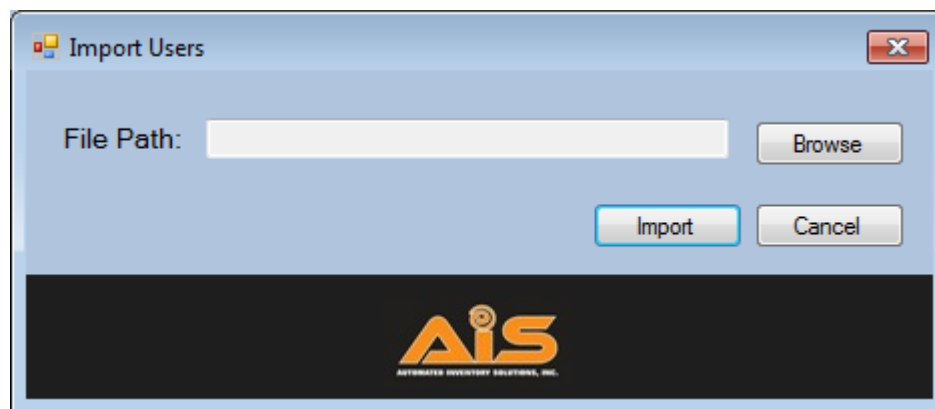 Import Users
File Path:
Browse
Import Cancel
AiS
AUTOMATED INVENTORY SOLUTIONS, INC.